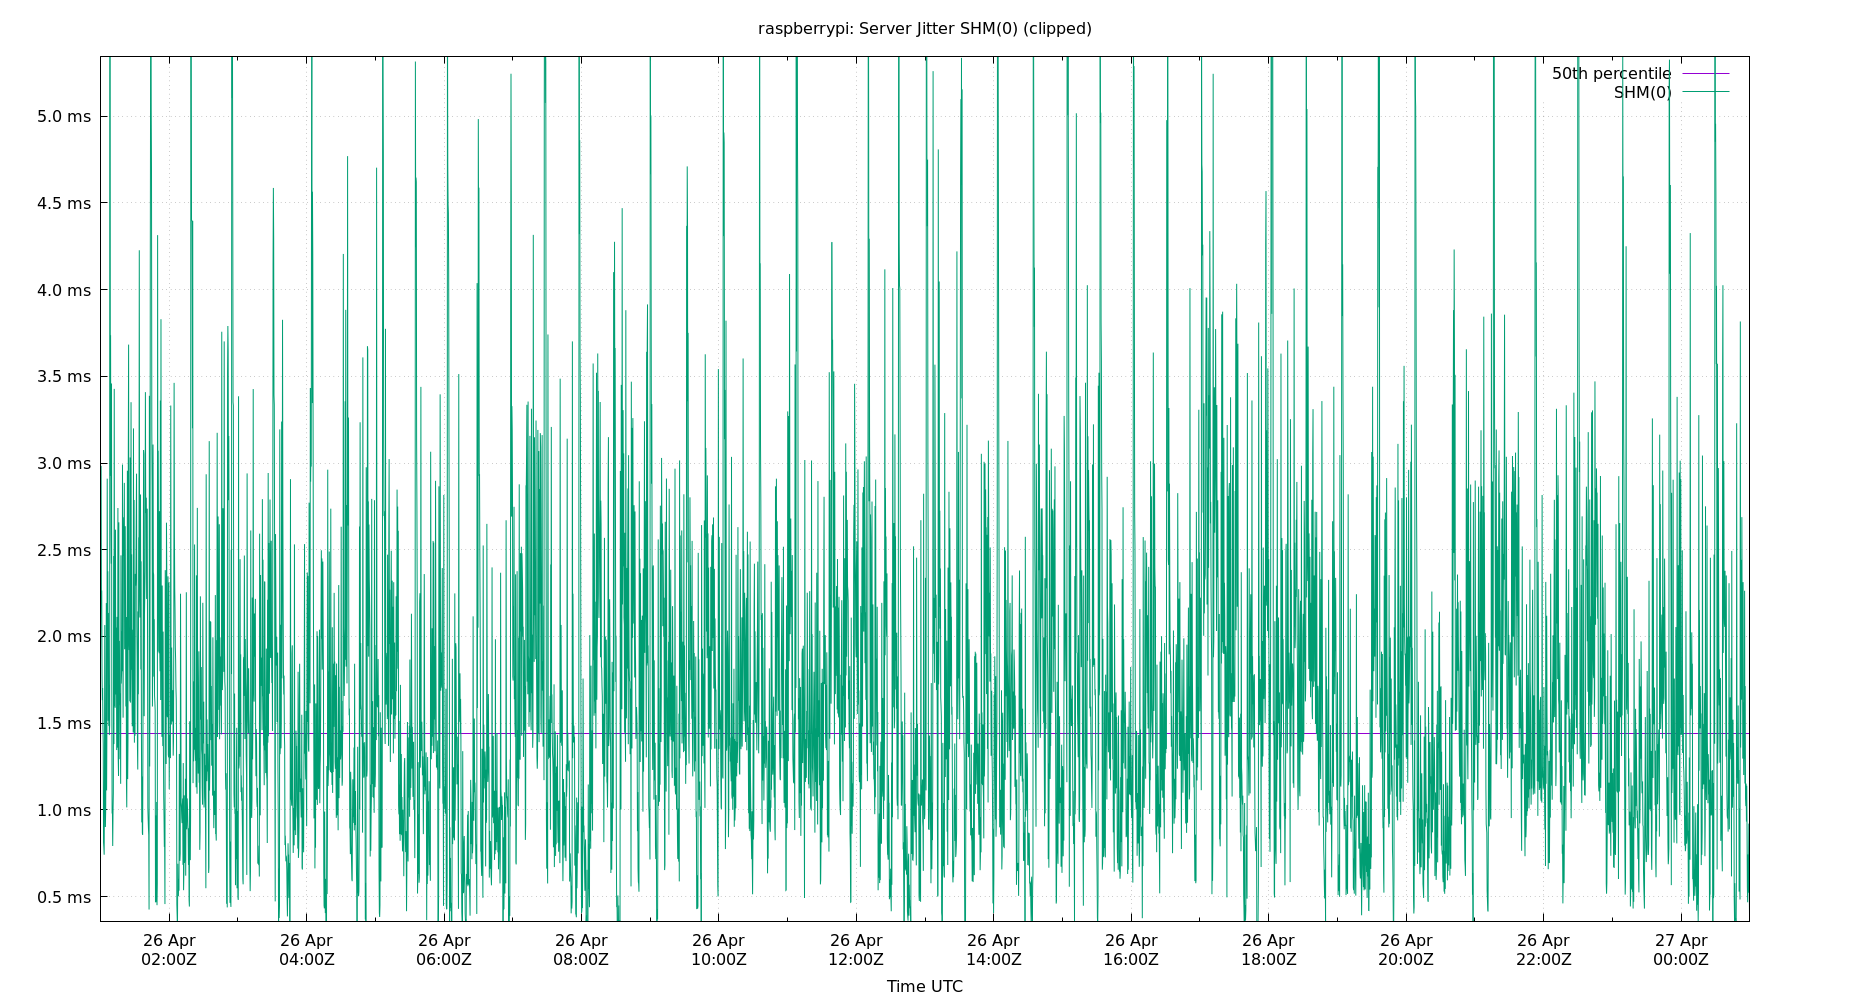 raspberrypi: Server Jitter SHM(0) (clipped)
50th percentile
SHM(0)
5.0 ms
4.5 ms
4.0 ms
3.5 ms
3.0 ms
2.5 ms
2.0 ms
1.5 ms
1.0 ms
0.5 ms
26 Apr 26 Apr 26 Apr 26 Apr 26 Apr 26 Apr 26 Apr 26 Apr 26 Apr 26 Apr 26 Apr 27 Apr
02:00Z 04:00Z 06:00Z 08:00Z 10:00Z 12:00Z 14:00Z 16:00Z 18:00Z 20:00Z 22:00Z 00:00Z
Time UTC